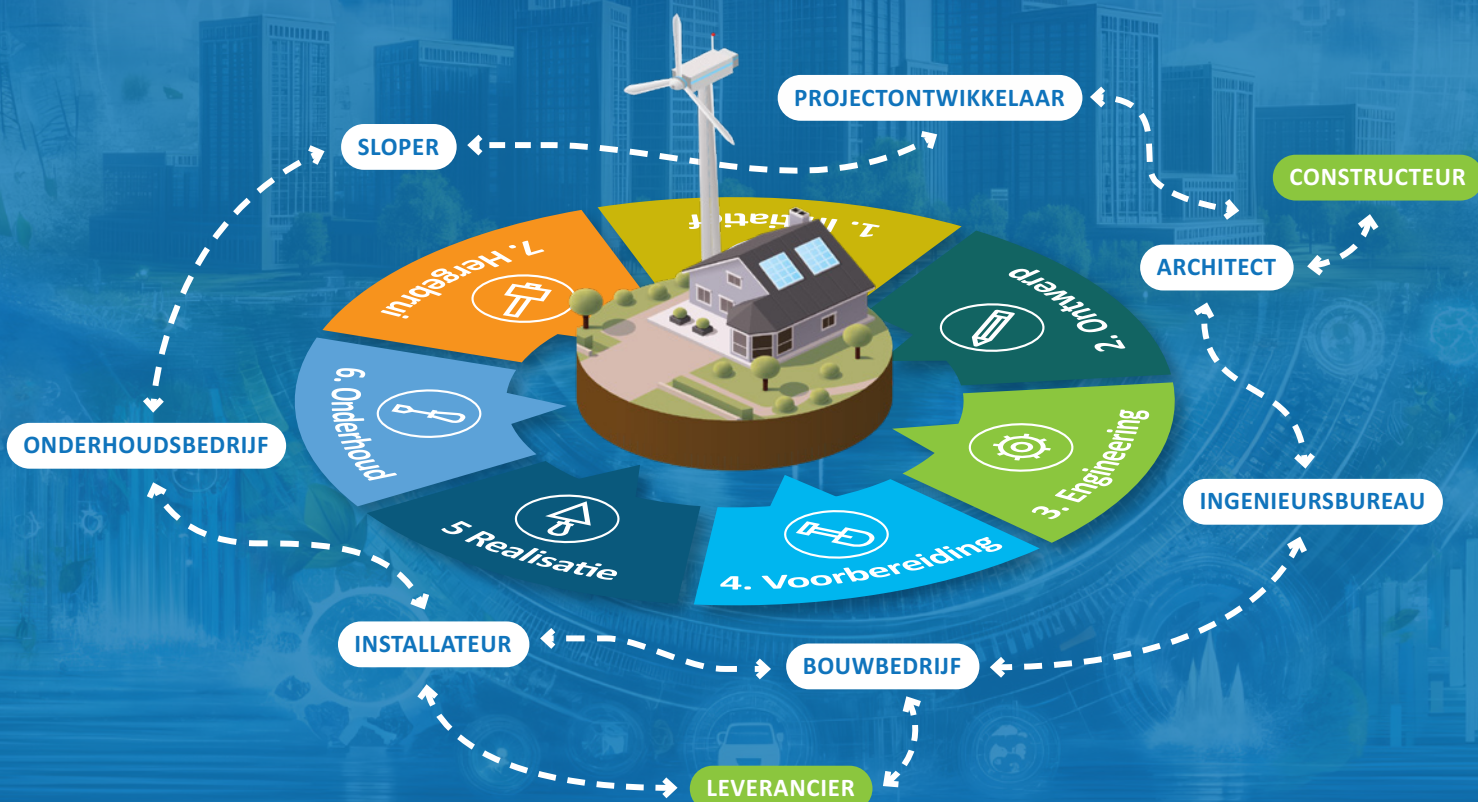 PROJECTONTWIKKELAAR
SLOPER
CONSTRUCTEUR
ARCHITECT
1. Initiatief
2. Ontwerp
3. Engineering
4. Voorbereiding
5 Realisatie
6. Onderhoud
7. Hergebrui
ONDERHOUDSBEDRIJF
INGENIEURSBUREAU
INSTALLATEUR
BOUWBEDRIJF
LEVERANCIER